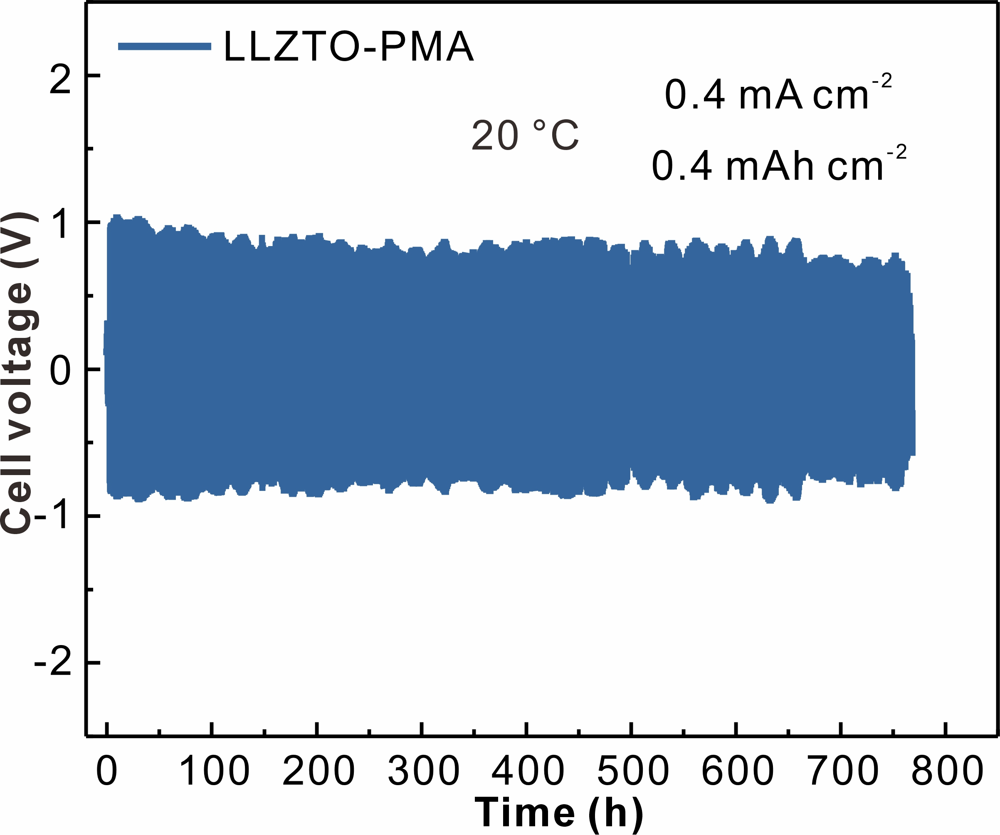 LLZTO-PMA
0.4 mA cm-2
20 °C
0.4 mAh cm-2
Cell voltage (V)
2
1
0
-1
-2
0 100 200 300 400 500 600 700 800
Time (h)